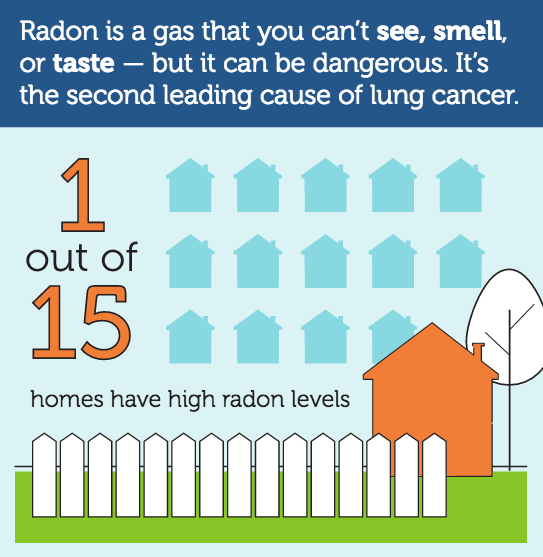 Radon is a gas that you can't see, smell,
or taste — but it can be dangerous. It's
the second leading cause of lung cancer.
1
out of
15
homes have high radon levels